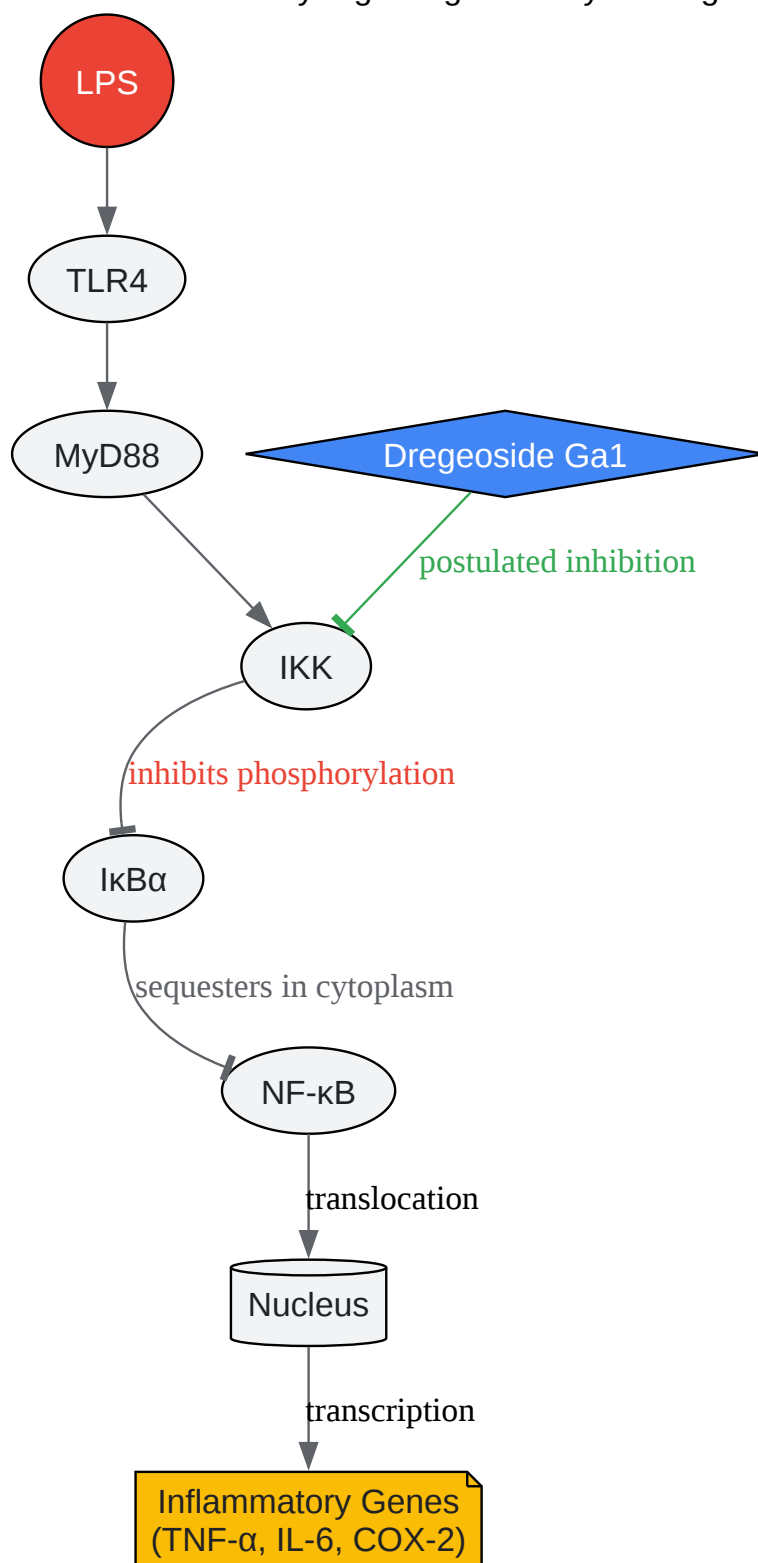 LPS
TLR4
MyD88
Dregeoside Ga1
postulated inhibition
IKK
inhibits phosphorylation
IκBα
sequesters in cytoplasm
NF-κB
translocation
Nucleus
transcription
Inflammatory Genes
(TNF-α, IL-6, COX-2)